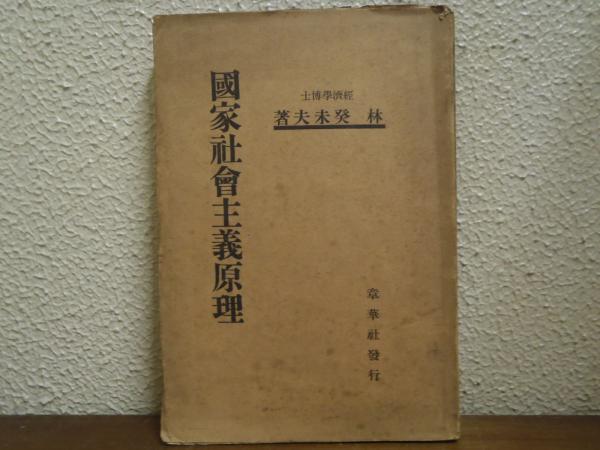 經濟學博士
林 癸未夫著
國家社會主義原理
章華社發行